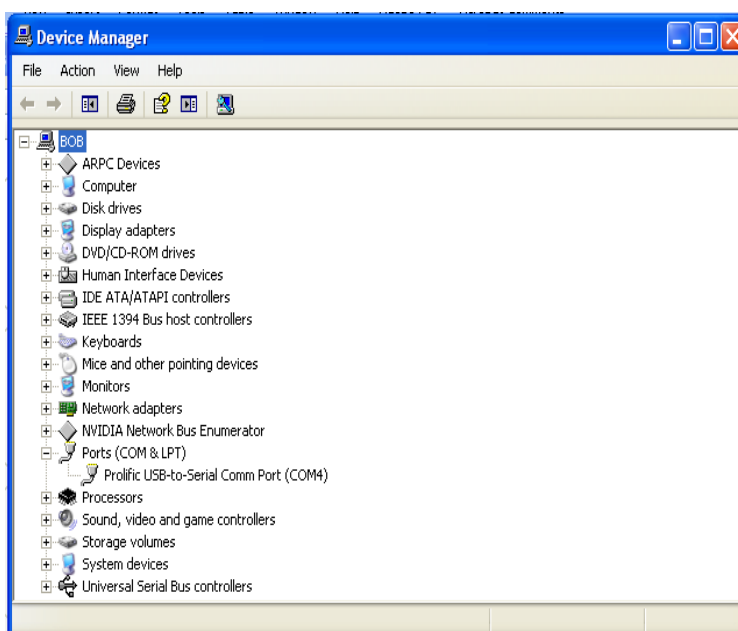 Device Manager
File Action View Help
BOB
ARPC Devices
Computer
Disk drives
Display adapters
DVD/CD-ROM drives
Human Interface Devices
IDE ATA/ATAPI controllers
IEEE 1394 Bus host controllers
Keyboards
Mice and other pointing devices
Monitors
Network adapters
NVIDIA Network Bus Enumerator
Ports (COM & LPT)
Prolific USB-to-Serial Comm Port (COM4)
Processors
Sound, video and game controllers
Storage volumes
System devices
Universal Serial Bus controllers